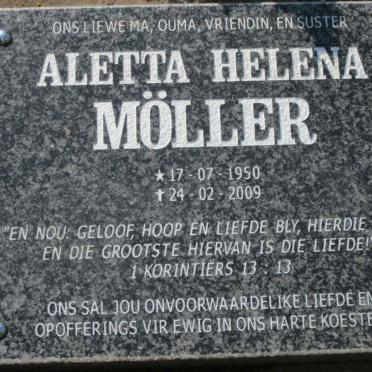 ONS LIEWE MA, OUMA, VRIENDIN, EN SUSTER
ALETTA HELENA
MÖLLER
★ 17 - 07 - 1950
✝ 24 - 02 - 2009
"EN NOU: GELOOF, HOOP EN LIEFDE BLY, HIERDIE
EN DIE GROOTSTE HIERVAN IS DIE LIEFDE!"
1 KORINTIËRS 13 : 13
ONS SAL JOU ONVOORWAARDELIKE LIEFDE EN
OPOFFERINGS VIR EWIG IN ONS HARTE KOESTE